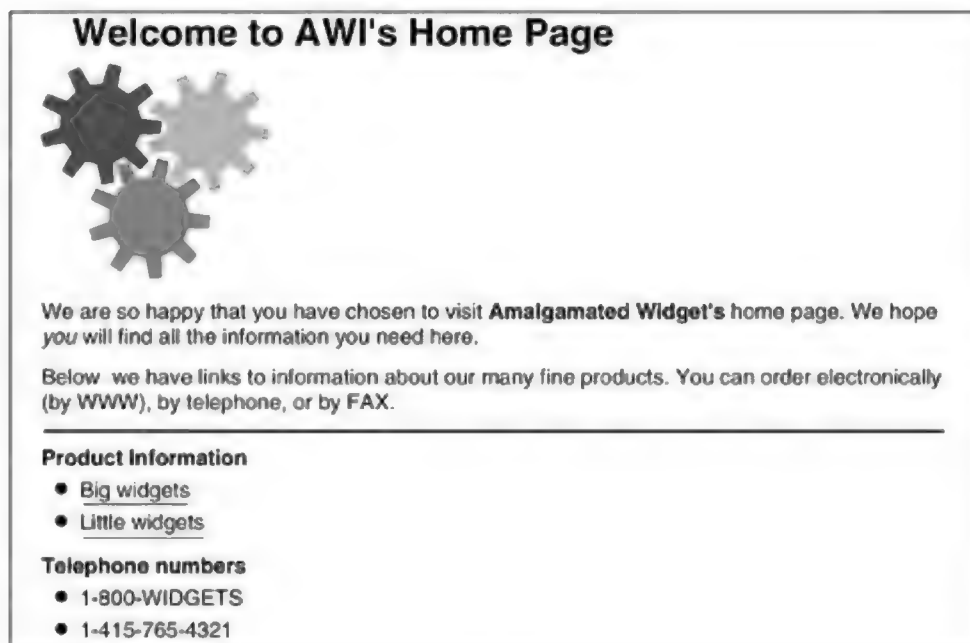 Welcome to AWI's Home Page
We are so happy that you have chosen to visit Amalgamated Widget's home page. We hope
you will find all the information you need here.
Below we have links to information about our many fine products. You can order electronically
(by WWW), by telephone, or by FAX.
Product Information
Big widgets
Little widgets
Telephone numbers
1-800-WIDGETS
1-415-765-4321